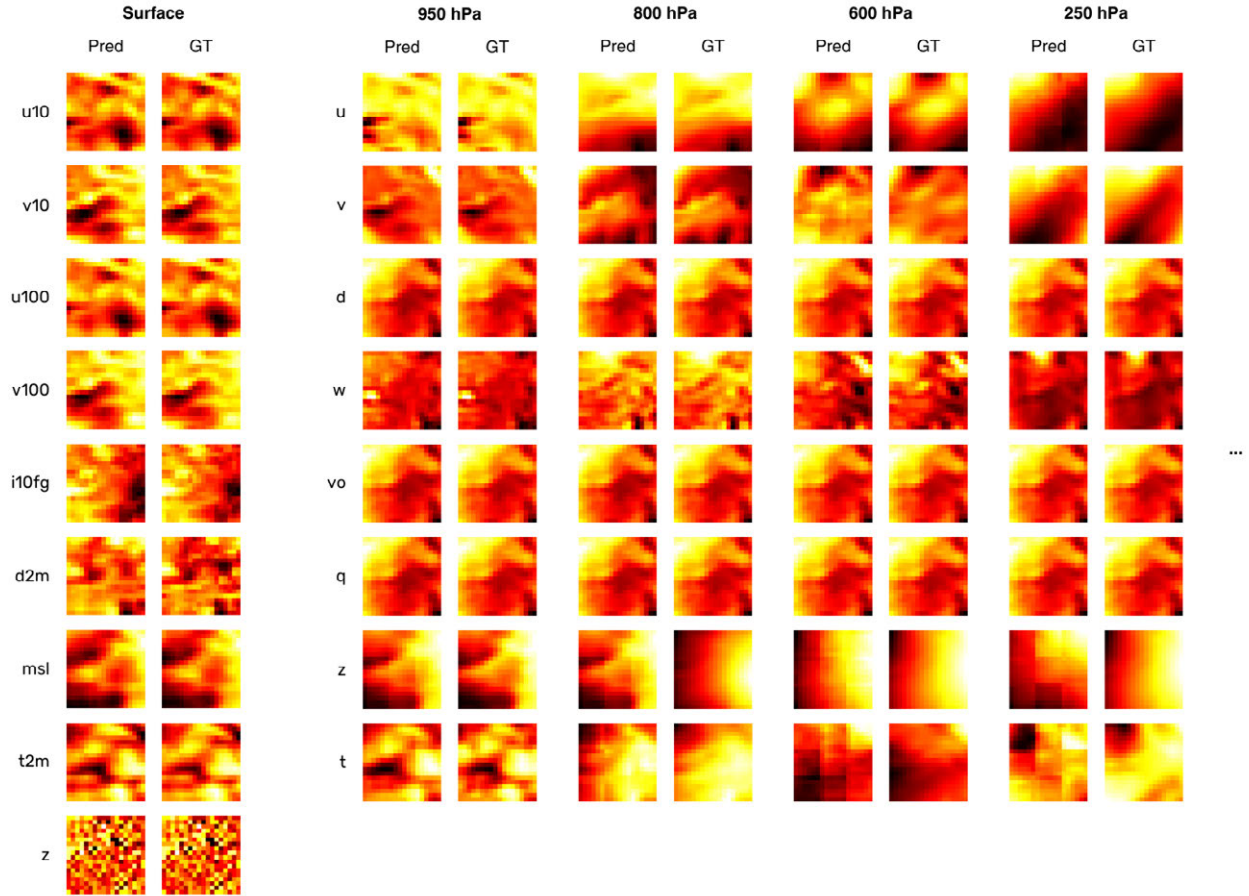 Surface 950 hPa 800 hPa 600 hPa 250 hPa
Pred GT Pred GT Pred GT Pred GT Pred GT
u10 u
v10 v
u100 d
v100 w
i10fg vo ...
d2m q
msl z
t2m t
z